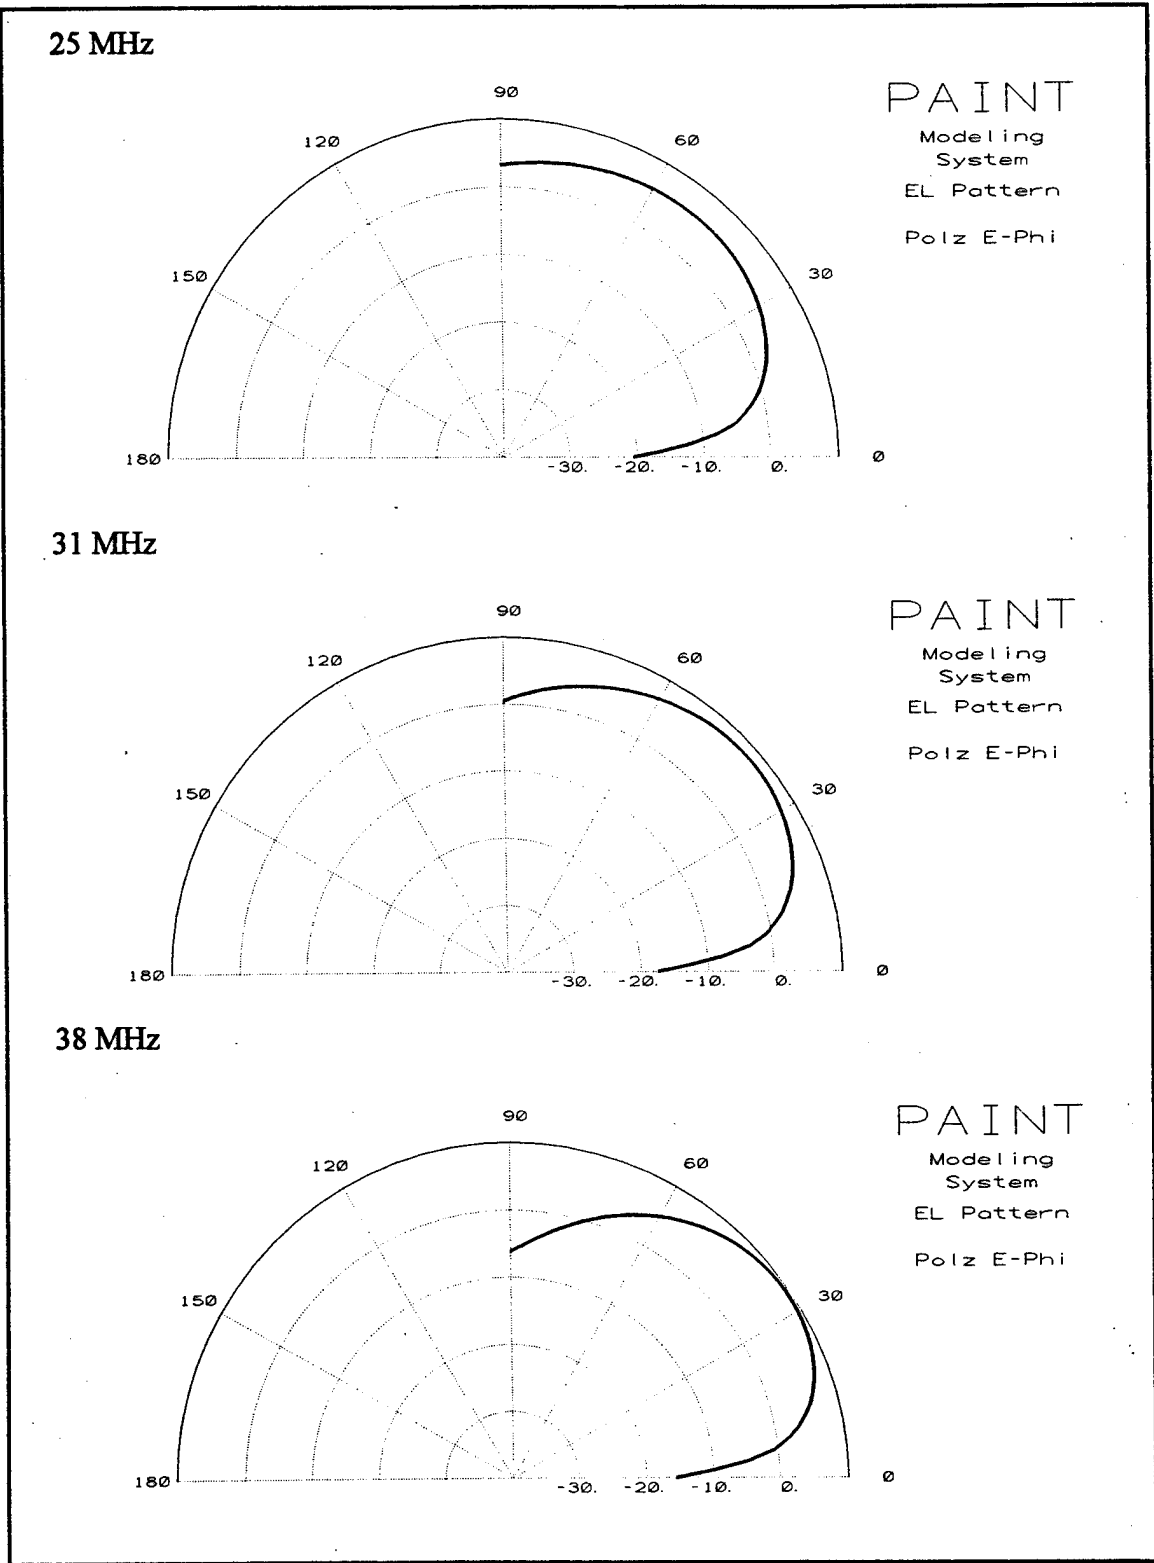 25 MHz
PAINT
Modeling
System
EL Pattern
Polz E-Phi
90
120
60
150
30
180
-30. -20. -10. 0.
0
31 MHz
PAINT
Modeling
System
EL Pattern
Polz E-Phi
90
120
60
150
30
180
-30. -20. -10. 0.
0
38 MHz
PAINT
Modeling
System
EL Pattern
Polz E-Phi
90
120
60
150
30
180
-30. -20. -10. 0.
0